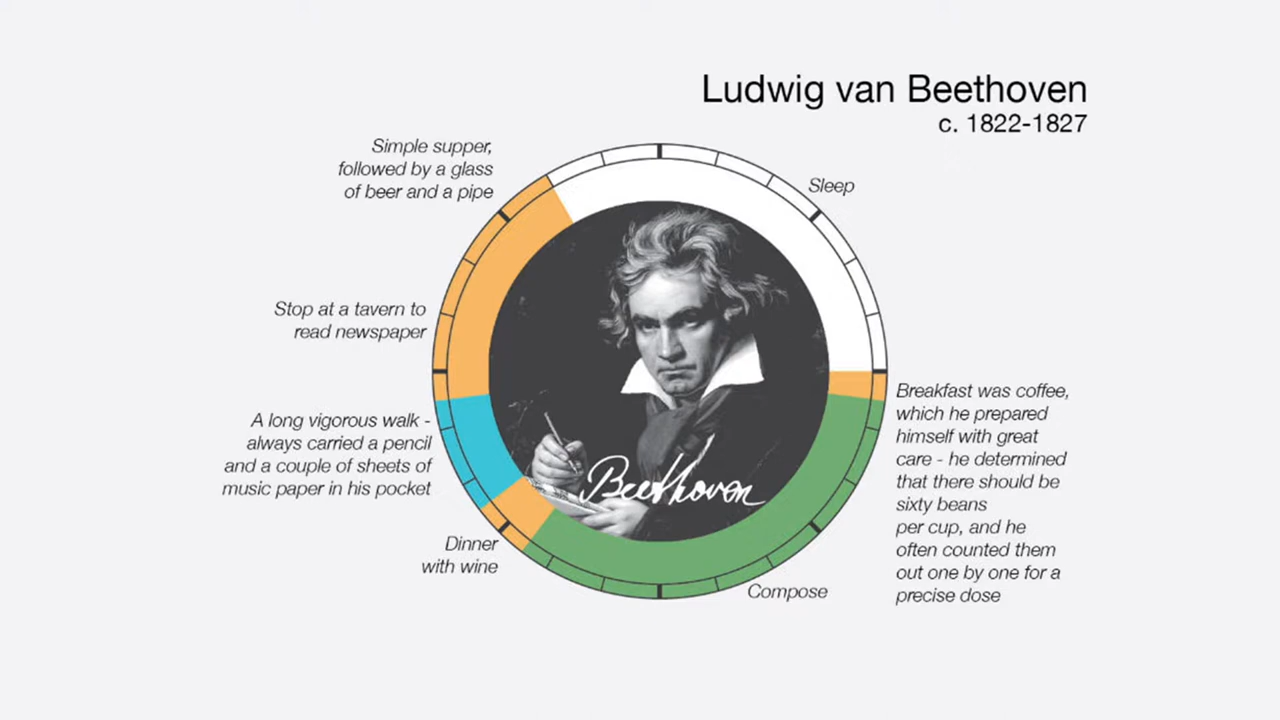 Ludwig van Beethoven
c. 1822-1827
Simple supper,
followed by a glass
of beer and a pipe
Sleep
Stop at a tavern to
read newspaper
A long vigorous walk -
always carried a pencil
and a couple of sheets of
music paper in his pocket
Dinner
with wine
Compose
Breakfast was coffee,
which he prepared
himself with great
care - he determined
that there should be
sixty beans
per cup, and he
often counted them
out one by one for a
precise dose
Beethoven